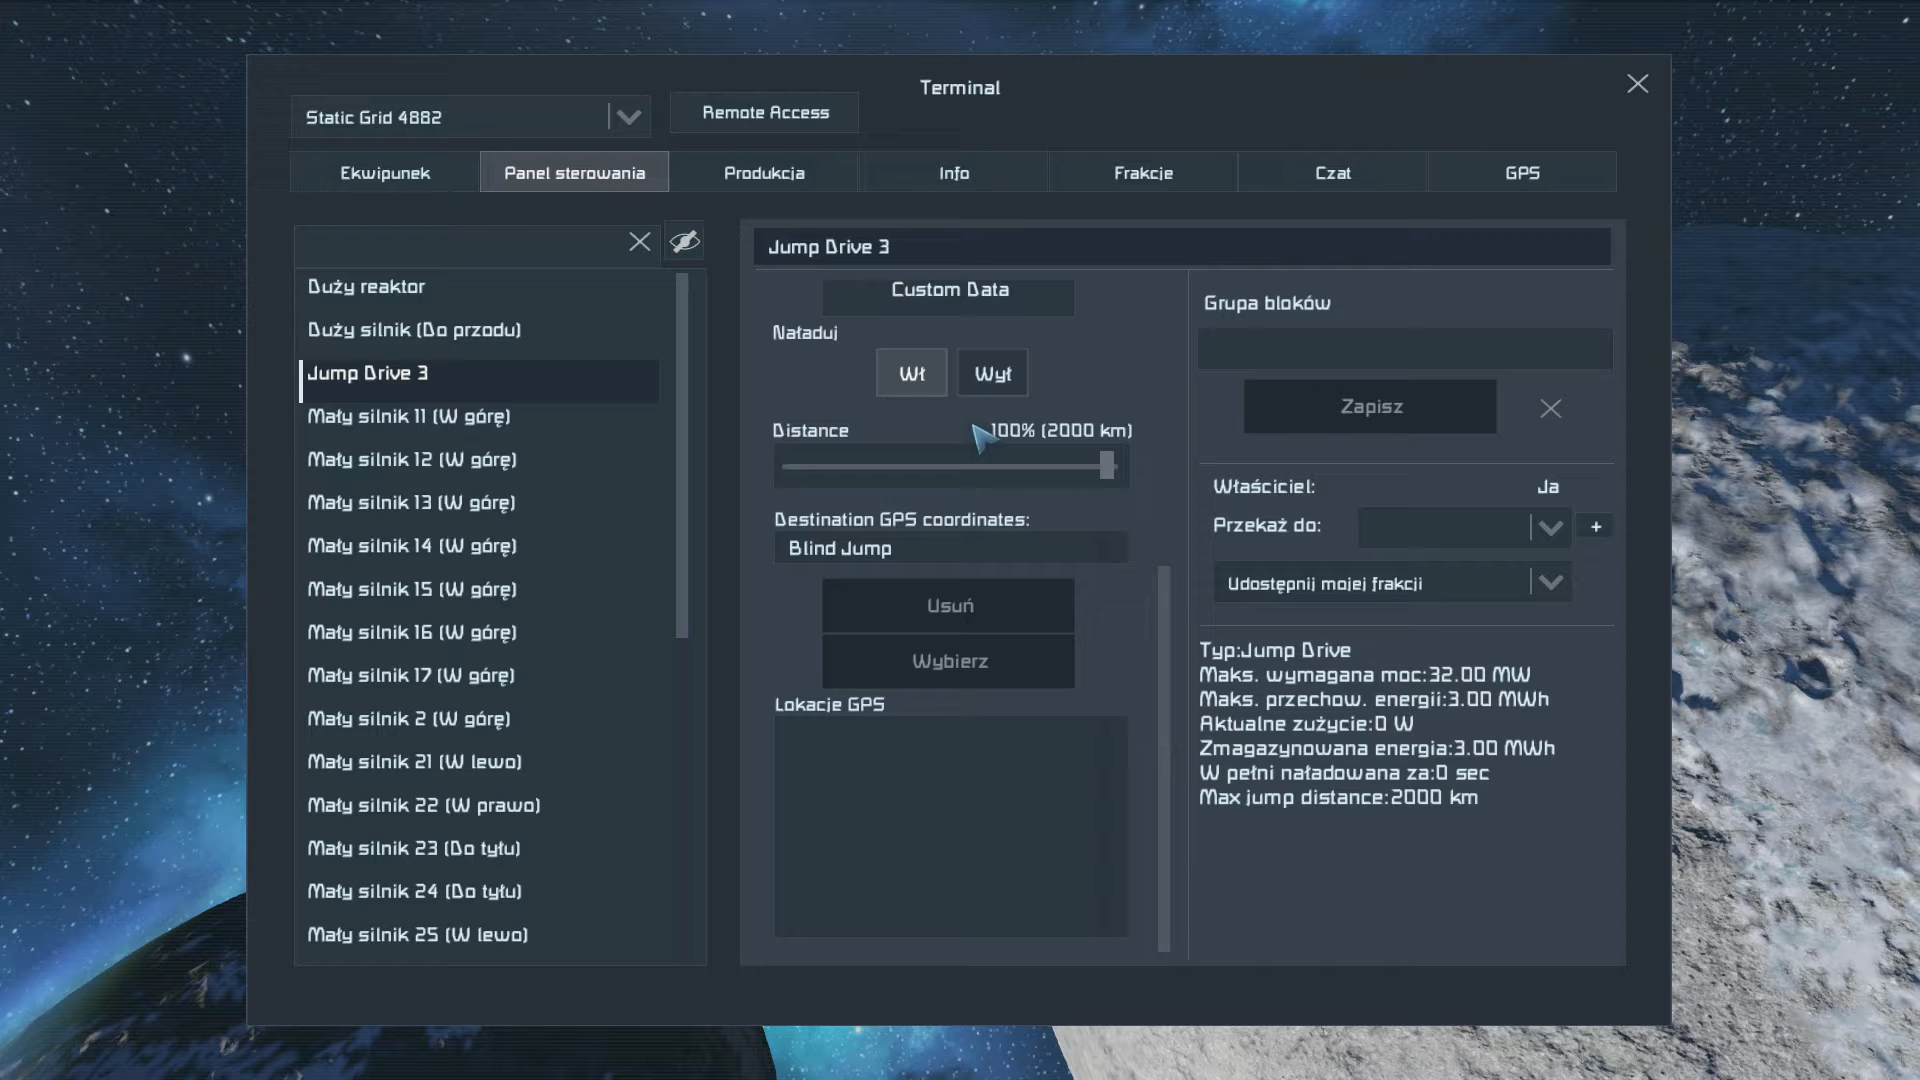 Terminal
Static Grid 4882
Remote Access
Ekwipunek
Panel sterowania
Produkcja
Info
Frakcje
Czat
GPS
Duży reaktor
Duży silnik (Do przodu)
Jump Drive 3
Mały silnik 11 (W górę)
Mały silnik 12 (W górę)
Mały silnik 13 (W górę)
Mały silnik 14 (W górę)
Mały silnik 15 (W górę)
Mały silnik 16 (W górę)
Mały silnik 17 (W górę)
Mały silnik 2 (W górę)
Mały silnik 21 (W lewo)
Mały silnik 22 (W prawo)
Mały silnik 23 (Do tyłu)
Mały silnik 24 (Do tyłu)
Mały silnik 25 (W lewo)
Jump Drive 3
Custom Data
Naładuj
Wł
Wył
Distance
100% (2000 km)
Destination GPS coordinates:
Blind Jump
Usuń
Wybierz
Lokacje GPS
Grupa bloków
Zapisz
Właściciel:
Ja
Przekaż do:
+
Udostępnij mojej frakcji
Typ:Jump Drive
Maks. wymagana moc:32.00 MW
Maks. przechow. energii:3.00 MWh
Aktualne zużycie:0 W
Zmagazynowana energia:3.00 MWh
W pełni naładowana za:0 sec
Max jump distance:2000 km